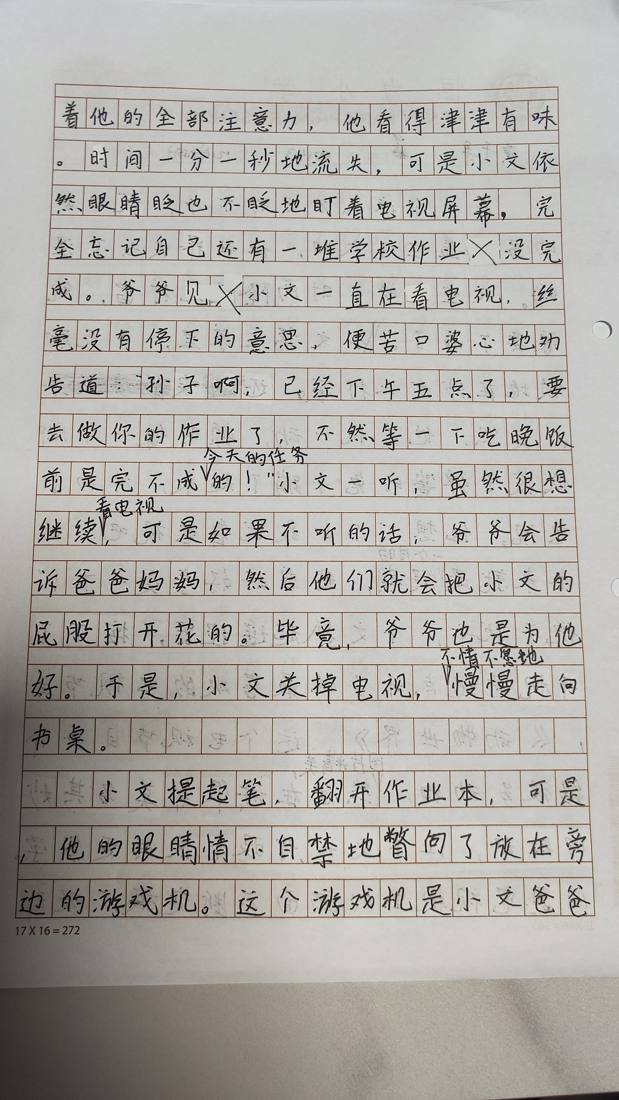 着他的全部注意力，他看得津津有味
。时间一分一秒地流失，可是小文依
然眼睛眨也不眨地盯着电视屏幕，完
全忘记自己还有一堆学校作业没完
成。爷爷见小文一直在看电视，丝
毫没有停下的意思，便苦口婆心地劝
告道：“孙子啊，已经下午五点了，要
去做你的作业了，不然等一下吃晚饭
今天的任务
前是完不成的！”小文一听，虽然很想
看电视
继续，可是如果不听的话，爷爷会告
诉爸爸妈妈，然后他们就会把小文的
屁股打开花的。毕竟，爷爷也是为他
不情不愿地
好。于是，小文关掉电视，慢慢走向
书桌。
小文提起笔，翻开作业本，可是
，他的眼睛情不自禁地瞥向了放在旁
边的游戏机。这个游戏机是小文爸爸
17 X 16 = 272